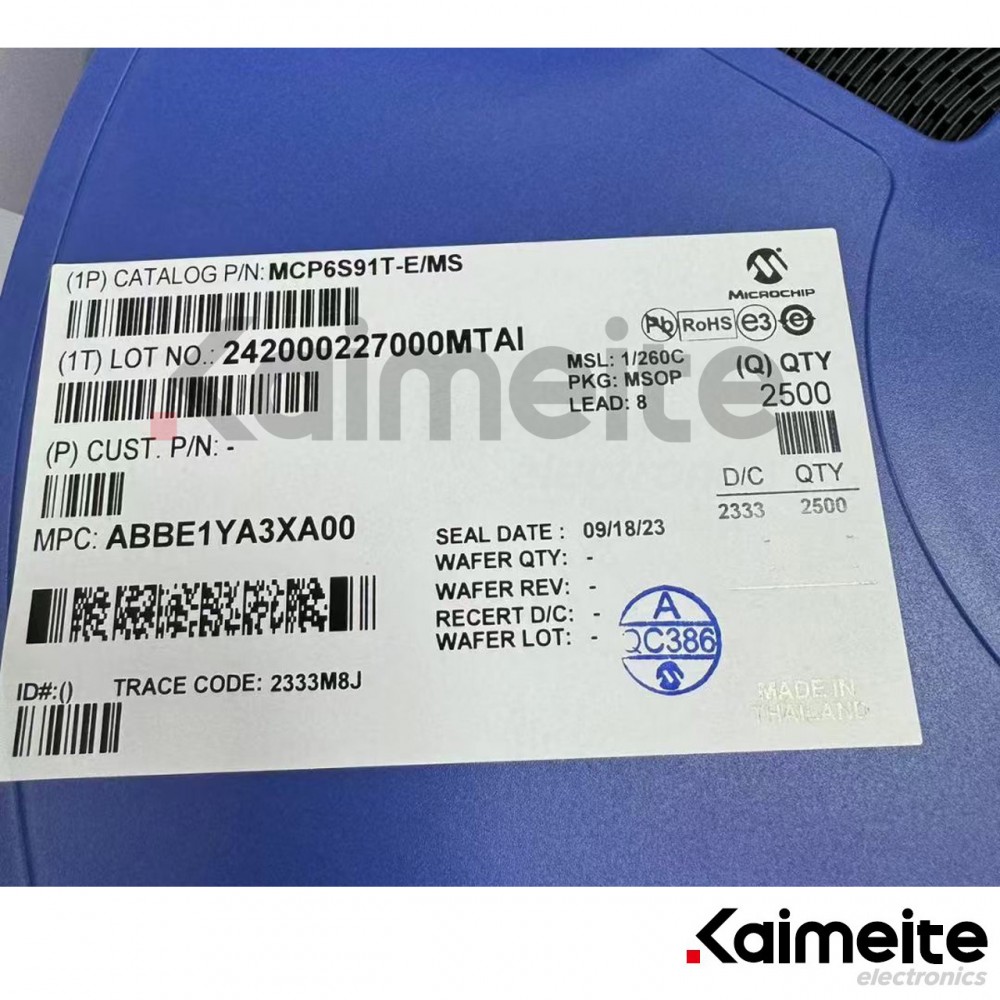 (1P) CATALOG P/N: MCP6S91T-E/MS
MICROCHIP
Pb RoHS e3 e
(1T) LOT NO.: 242000227000MTAI
MSL: 1/260C
PKG: MSOP
LEAD: 8
(Q) QTY
2500
Kaimeite
electronics
(P) CUST. P/N: -
D/C QTY
2333 2500
MPC: ABBE1YA3XA00
SEAL DATE : 09/18/23
WAFER QTY: -
WAFER REV: -
RECERT D/C: -
WAFER LOT: -
A
QC386
ID#:() TRACE CODE: 2333M8J
MADE IN
THAILAND
Kaimeite
electronics